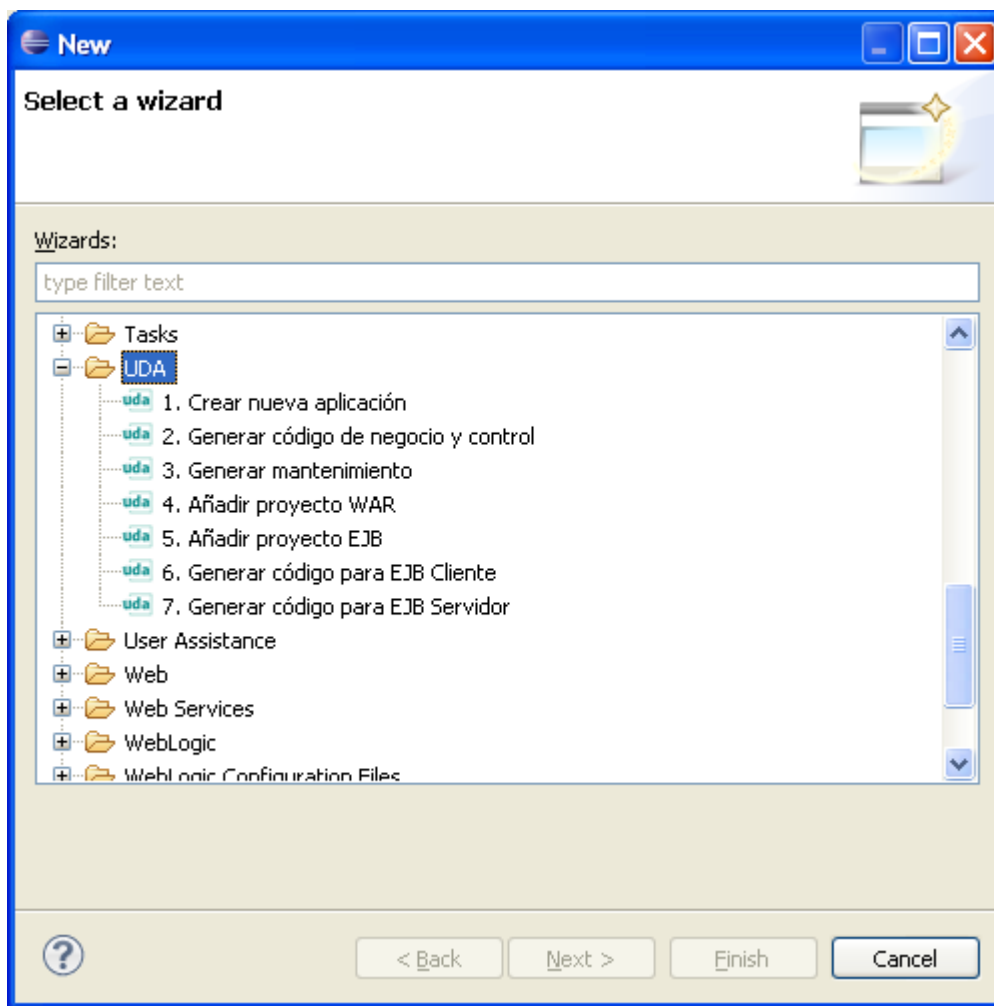 New
Select a wizard
Wizards:
type filter text
Tasks
UDA
uda 1. Crear nueva aplicación
uda 2. Generar código de negocio y control
uda 3. Generar mantenimiento
uda 4. Añadir proyecto WAR
uda 5. Añadir proyecto EJB
uda 6. Generar código para EJB Cliente
uda 7. Generar código para EJB Servidor
User Assistance
Web
Web Services
WebLogic
WebLogic Configuration Files
? < Back Next > Finish Cancel